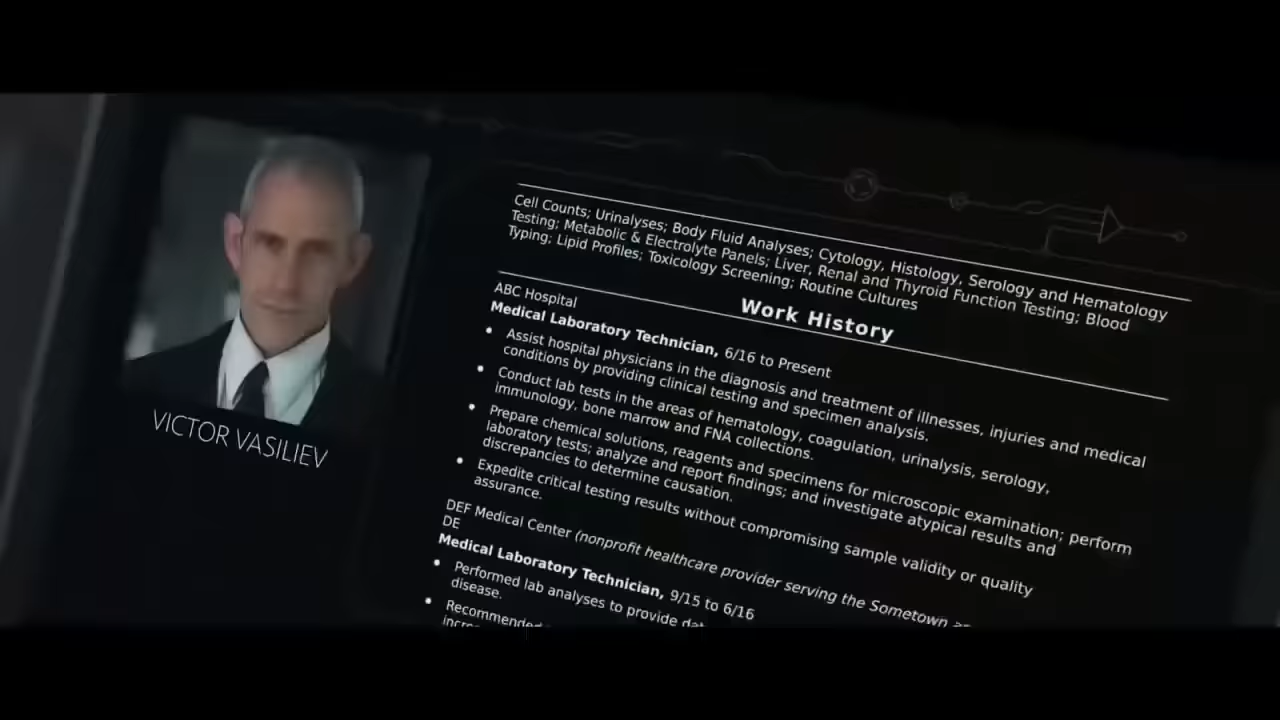 VICTOR VASILIEV
Cell Counts; Urinalyses; Body Fluid Analyses; Cytology, Histology, Serology and Hematology
Testing; Metabolic & Electrolyte Panels; Liver, Renal and Thyroid Function Testing; Blood
Typing; Lipid Profiles; Toxicology Screening; Routine Cultures
Work History
ABC Hospital
Medical Laboratory Technician, 6/16 to Present
• Assist hospital physicians in the diagnosis and treatment of illnesses, injuries and medical
conditions by providing clinical testing and specimen analysis.
• Conduct lab tests in the areas of hematology, coagulation, urinalysis, serology,
immunology, bone marrow and FNA collections.
• Prepare chemical solutions, reagents and specimens for microscopic examination; perform
laboratory tests; analyze and report findings; and investigate atypical results and
discrepancies to determine causation.
• Expedite critical testing results without compromising sample validity or quality
assurance.
DEF Medical Center (nonprofit healthcare provider serving the Sometown
DE
Medical Laboratory Technician, 9/15 to 6/16
• Performed lab analyses to provide
disease.
• Recommended